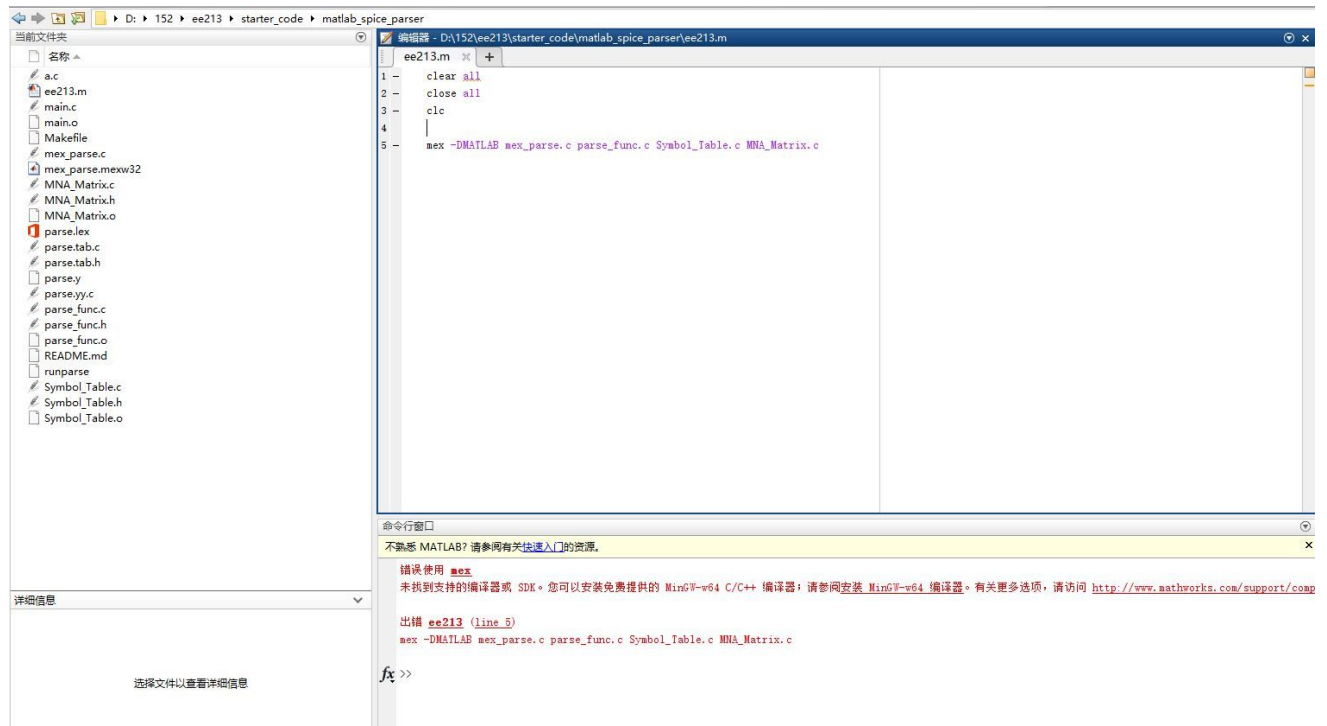 D: ▸ 152 ▸ ee213 ▸ starter_code ▸ matlab_spice_parser
当前文件夹
名称
a.c
ee213.m
main.c
main.o
Makefile
mex_parse.c
mex_parse.mexw32
MNA_Matrix.c
MNA_Matrix.h
MNA_Matrix.o
parse.lex
parse.tab.c
parse.tab.h
parse.y
parse.yy.c
parse_func.c
parse_func.h
parse_func.o
README.md
runparse
Symbol_Table.c
Symbol_Table.h
Symbol_Table.o
详细信息
选择文件以查看详细信息
编辑器 - D:\152\ee213\starter_code\matlab_spice_parser\ee213.m
ee213.m
1 - clear all
2 - close all
3 - clc
4
5 - mex -DMATLAB mex_parse.c parse_func.c Symbol_Table.c MNA_Matrix.c
命令行窗口
不熟悉 MATLAB? 请参阅有关快速入门的资源。
错误使用 mex
未找到支持的编译器或 SDK。您可以安装免费提供的 MinGW-w64 C/C++ 编译器；请参阅安装 MinGW-w64 编译器。有关更多选项，请访问 http://www.mathworks.com/support/comp
出错 ee213 (line 5)
mex -DMATLAB mex_parse.c parse_func.c Symbol_Table.c MNA_Matrix.c
fx >>